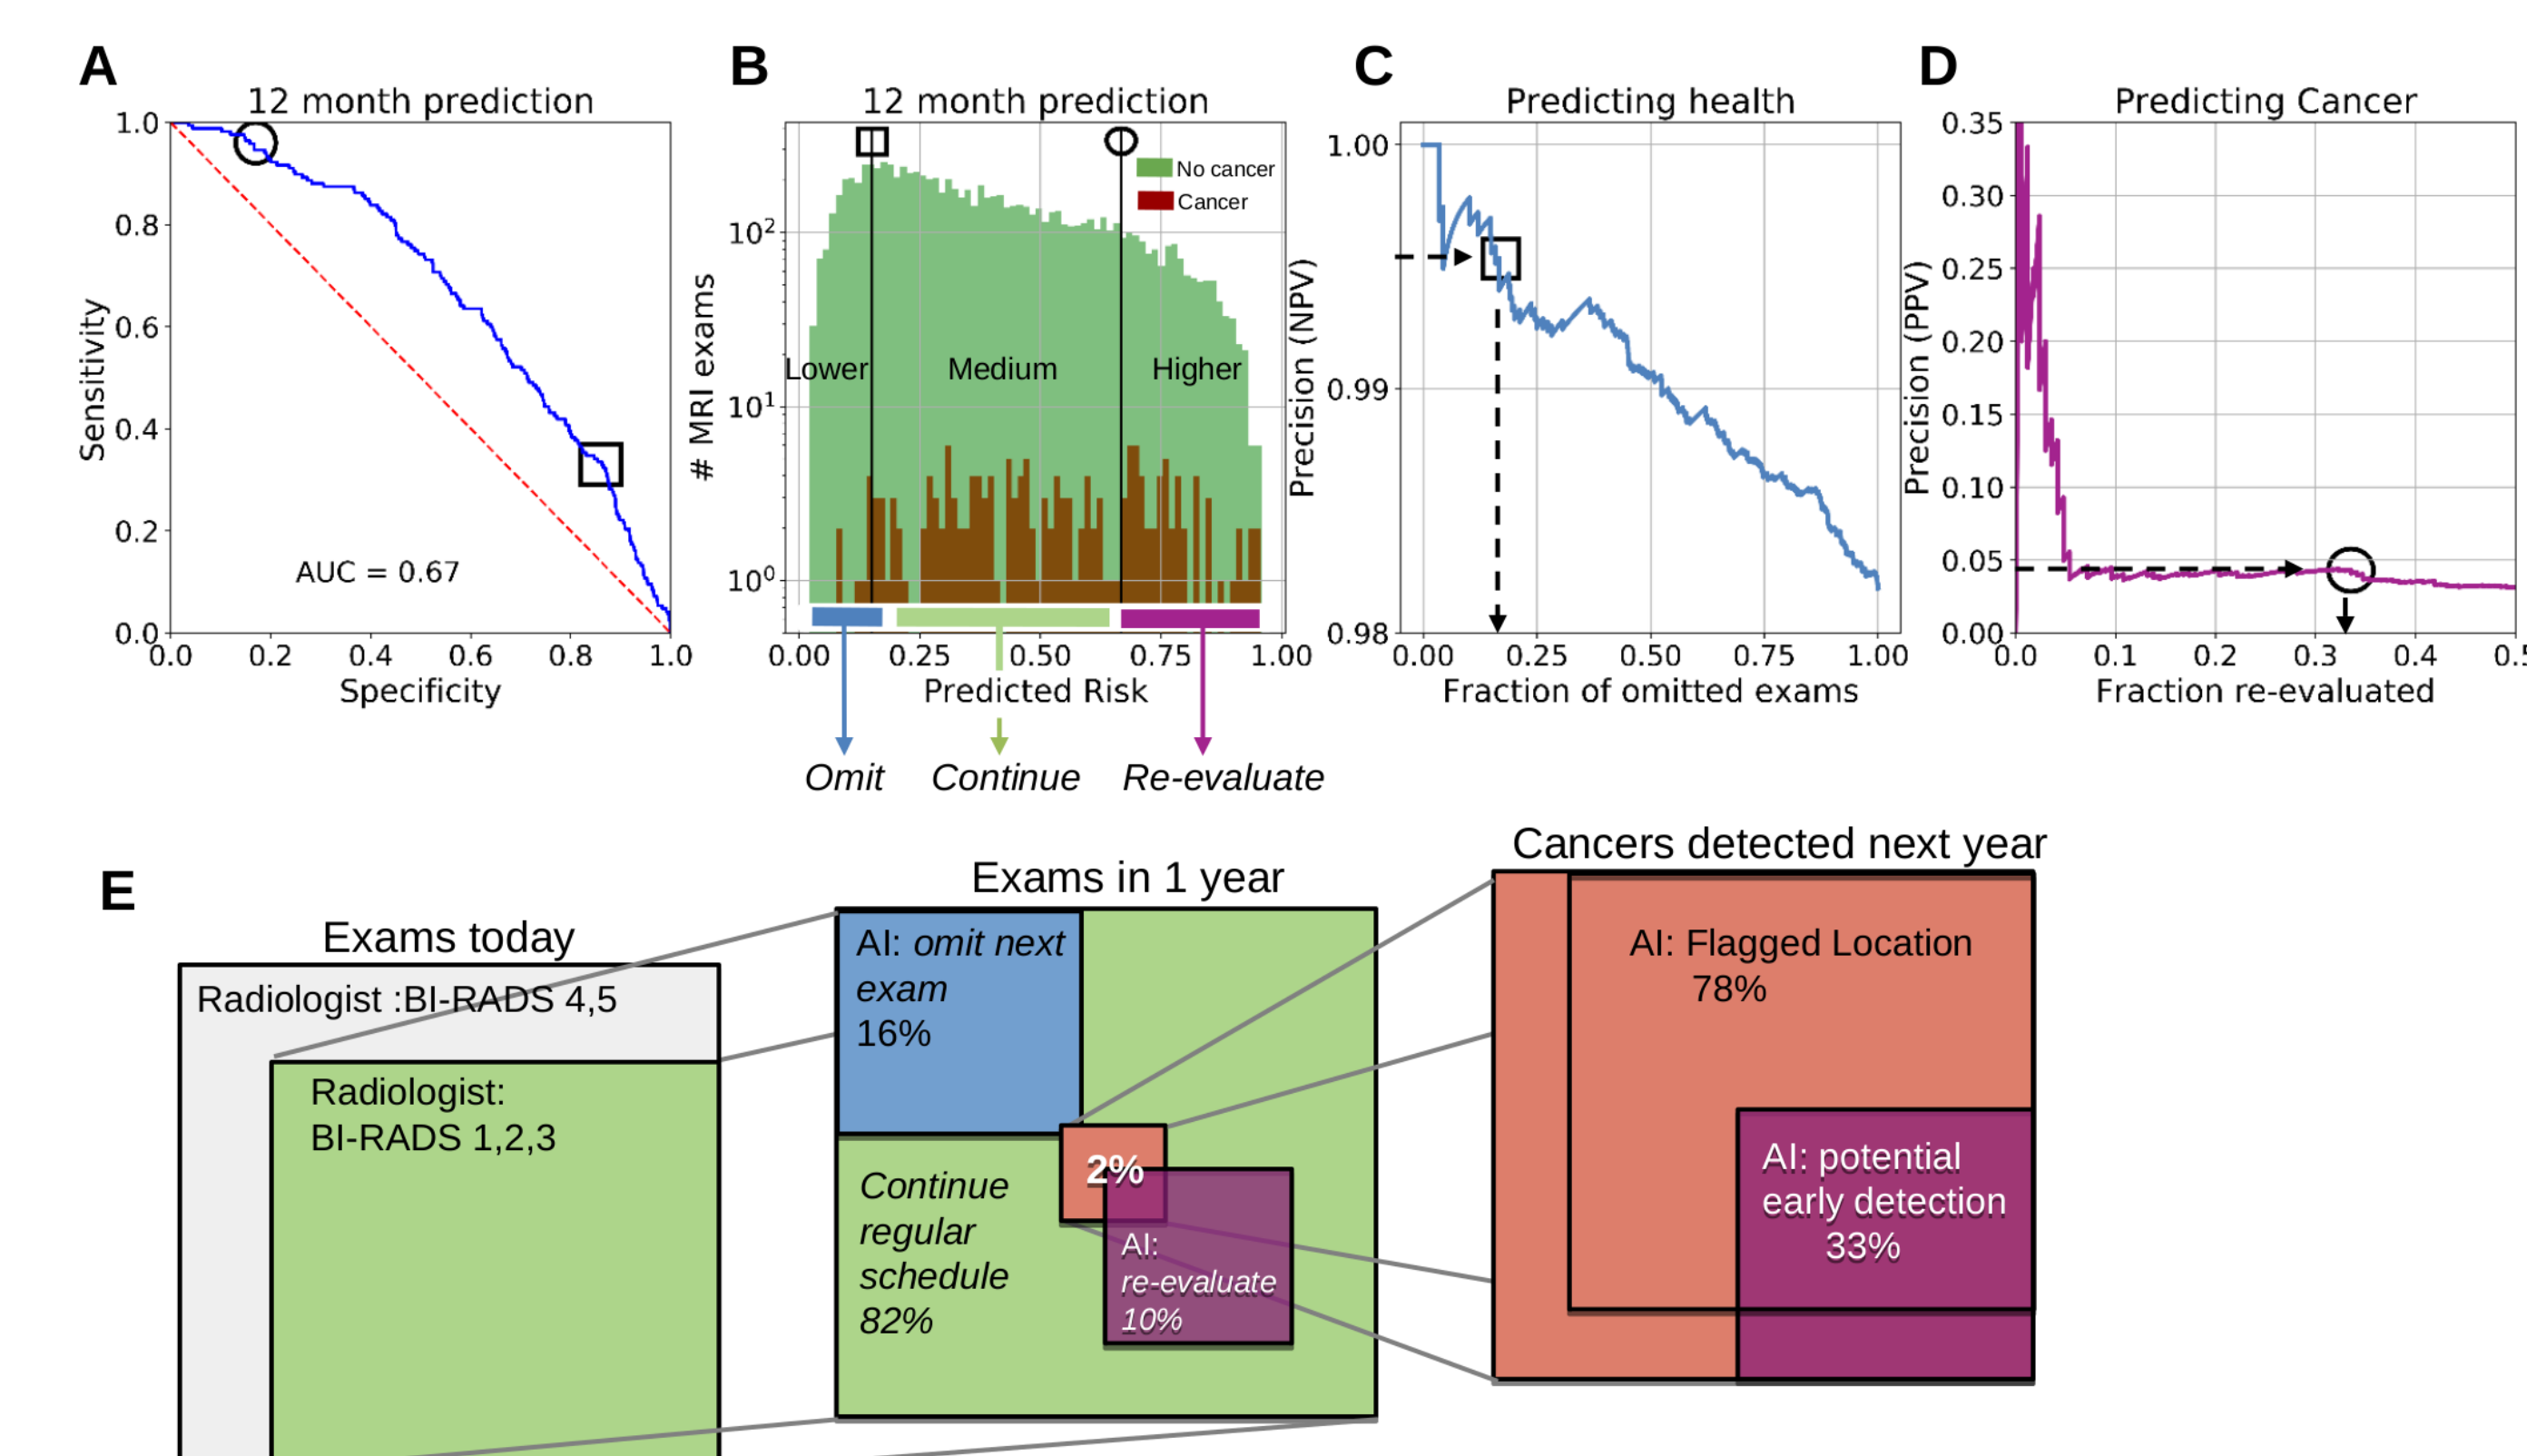 A
12 month prediction
1.0
0.8
0.6
0.4
0.2
0.0
Sensitivity
AUC = 0.67
0.0 0.2 0.4 0.6 0.8 1.0
Specificity
B
12 month prediction
No cancer
Cancer
10²
10¹
10⁰
# MRI exams
Lower Medium Higher
0.00 0.25 0.50 0.75 1.00
Predicted Risk
Omit Continue Re-evaluate
C
Predicting health
1.00
0.99
0.98
Precision (NPV)
0.00 0.25 0.50 0.75 1.00
Fraction of omitted exams
D
Predicting Cancer
0.35
0.30
0.25
0.20
0.15
0.10
0.05
0.00
Precision (PPV)
0.0 0.1 0.2 0.3 0.4
Fraction re-evaluated
E
Exams today
Radiologist :BI-RADS 4,5
Radiologist:
BI-RADS 1,2,3
Exams in 1 year
AI: omit next
exam
16%
2%
Continue
regular
schedule
82%
AI:
re-evaluate
10%
Cancers detected next year
AI: Flagged Location
78%
AI: potential
early detection
33%